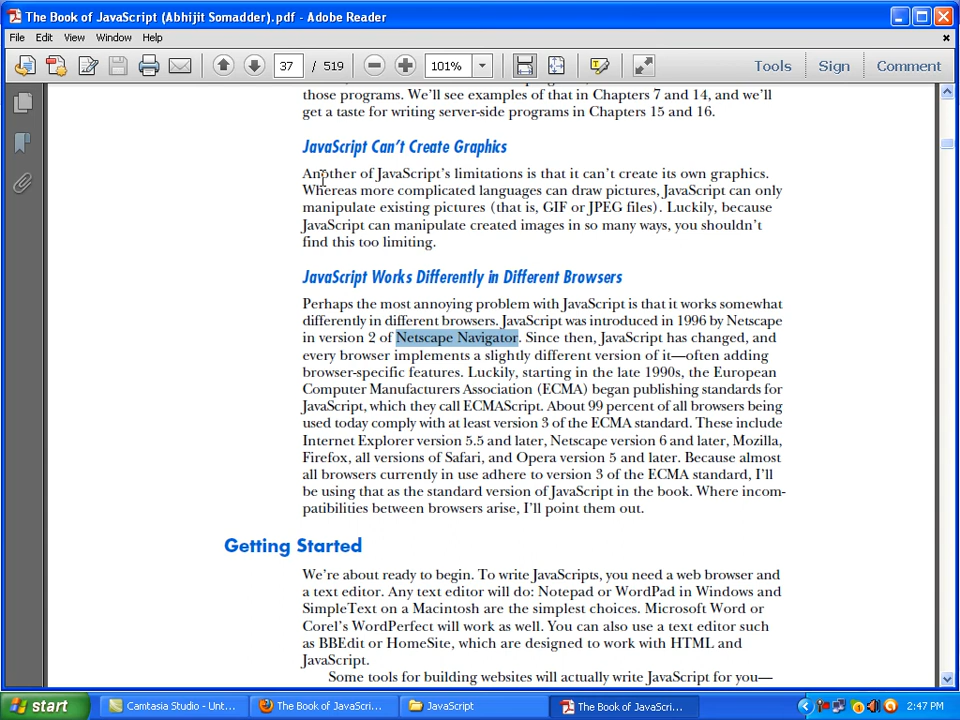 The Book of JavaScript (Abhijit Somadder).pdf - Adobe Reader
File Edit View Window Help
37 / 519 101% Tools Sign Comment
those programs. We'll see examples of that in Chapters 7 and 14, and we'll
get a taste for writing server-side programs in Chapters 15 and 16.
JavaScript Can't Create Graphics
Another of JavaScript's limitations is that it can't create its own graphics.
Whereas more complicated languages can draw pictures, JavaScript can only
manipulate existing pictures (that is, GIF or JPEG files). Luckily, because
JavaScript can manipulate created images in so many ways, you shouldn't
find this too limiting.
JavaScript Works Differently in Different Browsers
Perhaps the most annoying problem with JavaScript is that it works somewhat
differently in different browsers. JavaScript was introduced in 1996 by Netscape
in version 2 of Netscape Navigator. Since then, JavaScript has changed, and
every browser implements a slightly different version of it—often adding
browser-specific features. Luckily, starting in the late 1990s, the European
Computer Manufacturers Association (ECMA) began publishing standards for
JavaScript, which they call ECMAScript. About 99 percent of all browsers being
used today comply with at least version 3 of the ECMA standard. These include
Internet Explorer version 5.5 and later, Netscape version 6 and later, Mozilla,
Firefox, all versions of Safari, and Opera version 5 and later. Because almost
all browsers currently in use adhere to version 3 of the ECMA standard, I'll
be using that as the standard version of JavaScript in the book. Where incom-
patibilities between browsers arise, I'll point them out.
Getting Started
We're about ready to begin. To write JavaScripts, you need a web browser and
a text editor. Any text editor will do: Notepad or WordPad in Windows and
SimpleText on a Macintosh are the simplest choices. Microsoft Word or
Corel's WordPerfect will work as well. You can also use a text editor such
as BBEdit or HomeSite, which are designed to work with HTML and
JavaScript.
Some tools for building websites will actually write JavaScript for you—
start Camtasia Studio - Unt... The Book of JavaScri... JavaScript The Book of JavaScri... 2:47 PM